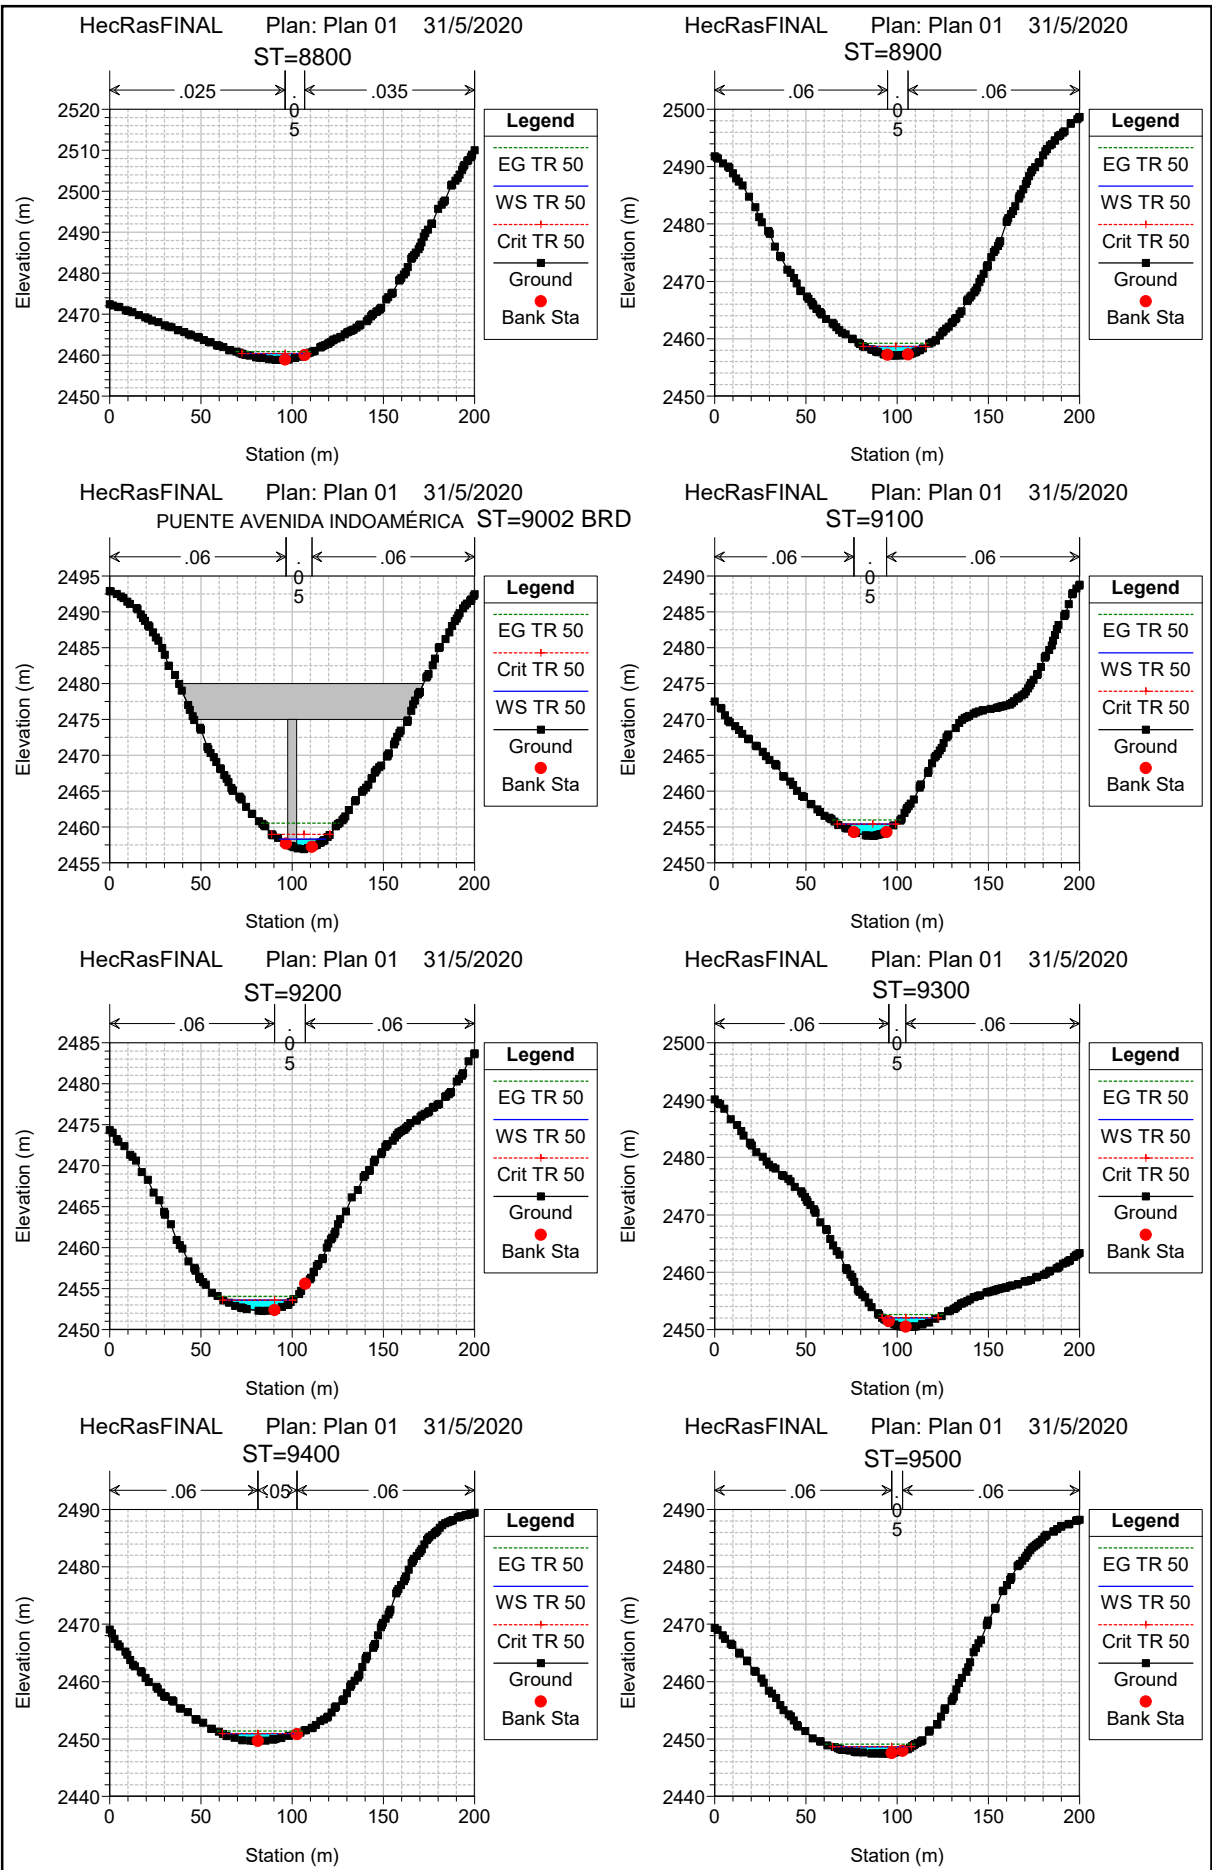 HecRasFINAL Plan: Plan 01 31/5/2020
ST=8800
.025 .05 .035
2520
2510
2500
2490
2480
2470
2460
2450
Elevation (m)
0 50 100 150 200
Station (m)
Legend
EG TR 50
WS TR 50
Crit TR 50
Ground
Bank Sta
HecRasFINAL Plan: Plan 01 31/5/2020
ST=8900
.06 .05 .06
2500
2490
2480
2470
2460
2450
Elevation (m)
0 50 100 150 200
Station (m)
Legend
EG TR 50
WS TR 50
Crit TR 50
Ground
Bank Sta
HecRasFINAL Plan: Plan 01 31/5/2020
PUENTE AVENIDA INDOAMÉRICA ST=9002 BRD
.06 .05 .06
2495
2490
2485
2480
2475
2470
2465
2460
2455
Elevation (m)
0 50 100 150 200
Station (m)
Legend
EG TR 50
Crit TR 50
WS TR 50
Ground
Bank Sta
HecRasFINAL Plan: Plan 01 31/5/2020
ST=9100
.06 .05 .06
2490
2485
2480
2475
2470
2465
2460
2455
2450
Elevation (m)
0 50 100 150 200
Station (m)
Legend
EG TR 50
WS TR 50
Crit TR 50
Ground
Bank Sta
HecRasFINAL Plan: Plan 01 31/5/2020
ST=9200
.06 .05 .06
2485
2480
2475
2470
2465
2460
2455
2450
Elevation (m)
0 50 100 150 200
Station (m)
Legend
EG TR 50
WS TR 50
Crit TR 50
Ground
Bank Sta
HecRasFINAL Plan: Plan 01 31/5/2020
ST=9300
.06 .05 .06
2500
2490
2480
2470
2460
2450
Elevation (m)
0 50 100 150 200
Station (m)
Legend
EG TR 50
WS TR 50
Crit TR 50
Ground
Bank Sta
HecRasFINAL Plan: Plan 01 31/5/2020
ST=9400
.06 .05 .06
2490
2480
2470
2460
2450
2440
Elevation (m)
0 50 100 150 200
Station (m)
Legend
EG TR 50
WS TR 50
Crit TR 50
Ground
Bank Sta
HecRasFINAL Plan: Plan 01 31/5/2020
ST=9500
.06 .05 .06
2490
2480
2470
2460
2450
2440
Elevation (m)
0 50 100 150 200
Station (m)
Legend
EG TR 50
WS TR 50
Crit TR 50
Ground
Bank Sta